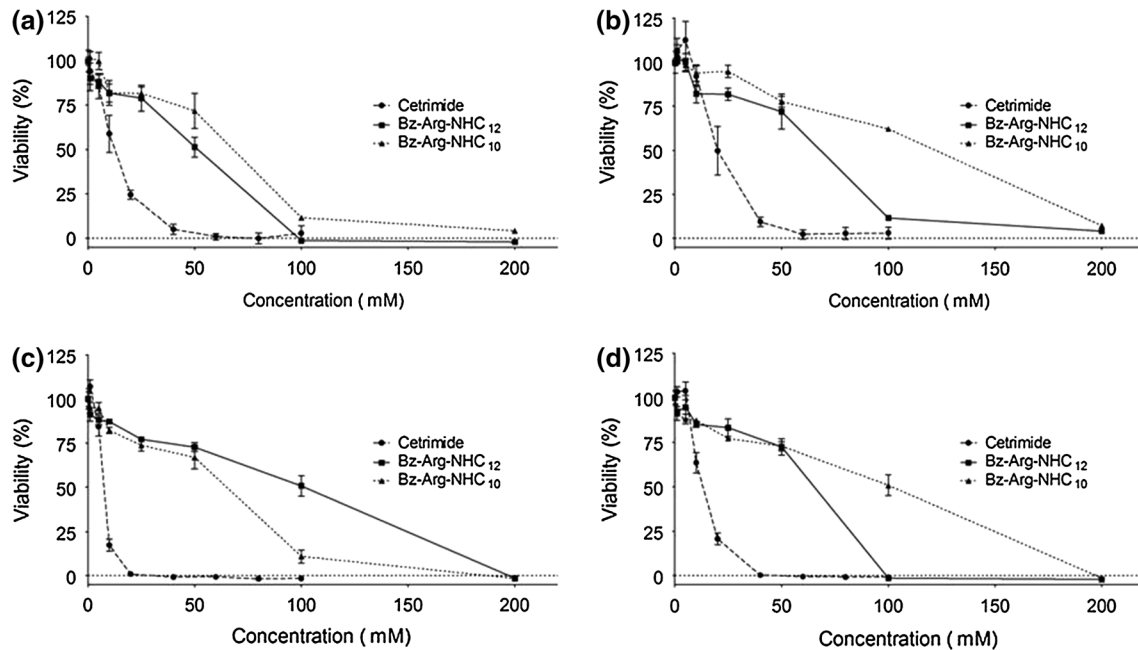 (a)
125
100
75
50
25
0
Viability (%)
Cetrimide
Bz-Arg-NHC12
Bz-Arg-NHC10
0 50 100 150 200
Concentration ( mM)
(b)
125
100
75
50
25
0
Viability (%)
Cetrimide
Bz-Arg-NHC12
Bz-Arg-NHC10
0 50 100 150 200
Concentration ( mM)
(c)
125
100
75
50
25
0
Viability (%)
Cetrimide
Bz-Arg-NHC12
Bz-Arg-NHC10
0 50 100 150 200
Concentration ( mM)
(d)
125
100
75
50
25
0
Viability (%)
Cetrimide
Bz-Arg-NHC12
Bz-Arg-NHC10
0 50 100 150 200
Concentration ( mM)